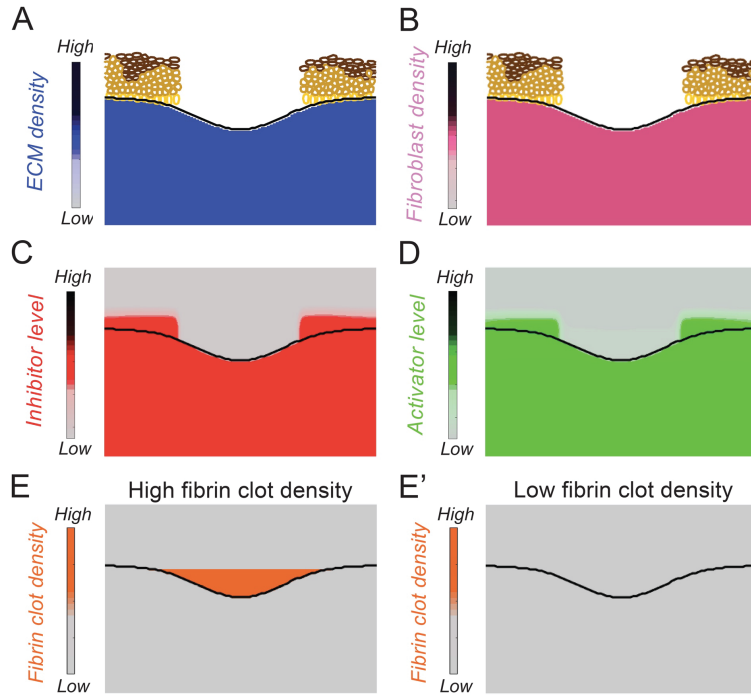 A
High
ECM density
Low
B
High
Fibroblast density
Low
C
High
Inhibitor level
Low
D
High
Activator level
Low
E
High fibrin clot density
High
Fibrin clot density
Low
E'
Low fibrin clot density
High
Fibrin clot density
Low